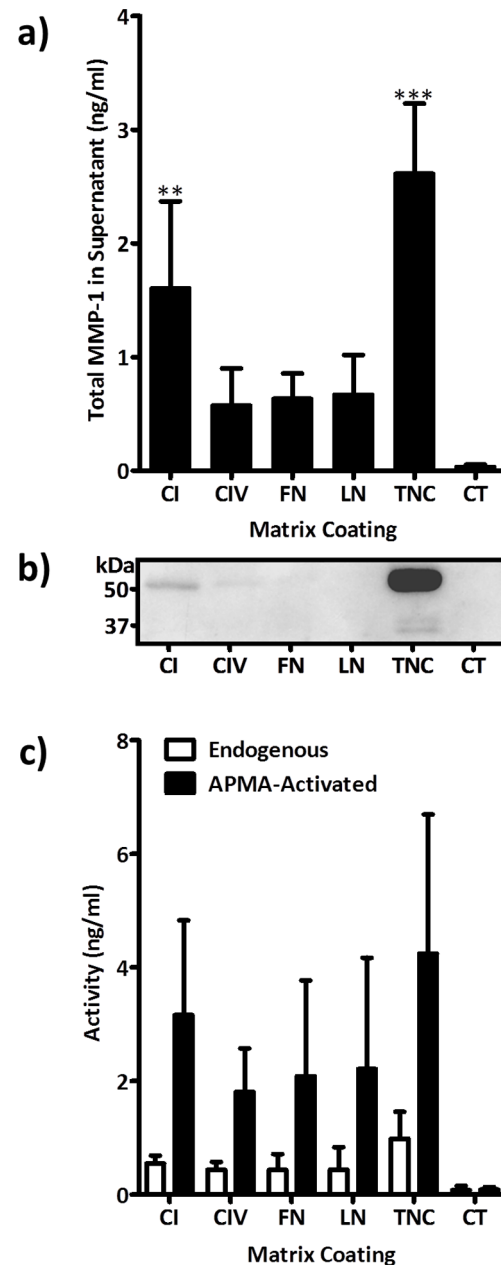 a)
Total MMP-1 in Supernatant (ng/ml)
4
3
2
1
0
**
***
CI CIV FN LN TNC CT
Matrix Coating
b)
kDa
50
37
CI CIV FN LN TNC CT
c)
Endogenous
APMA-Activated
Activity (ng/ml)
8
6
4
2
0
CI CIV FN LN TNC CT
Matrix Coating